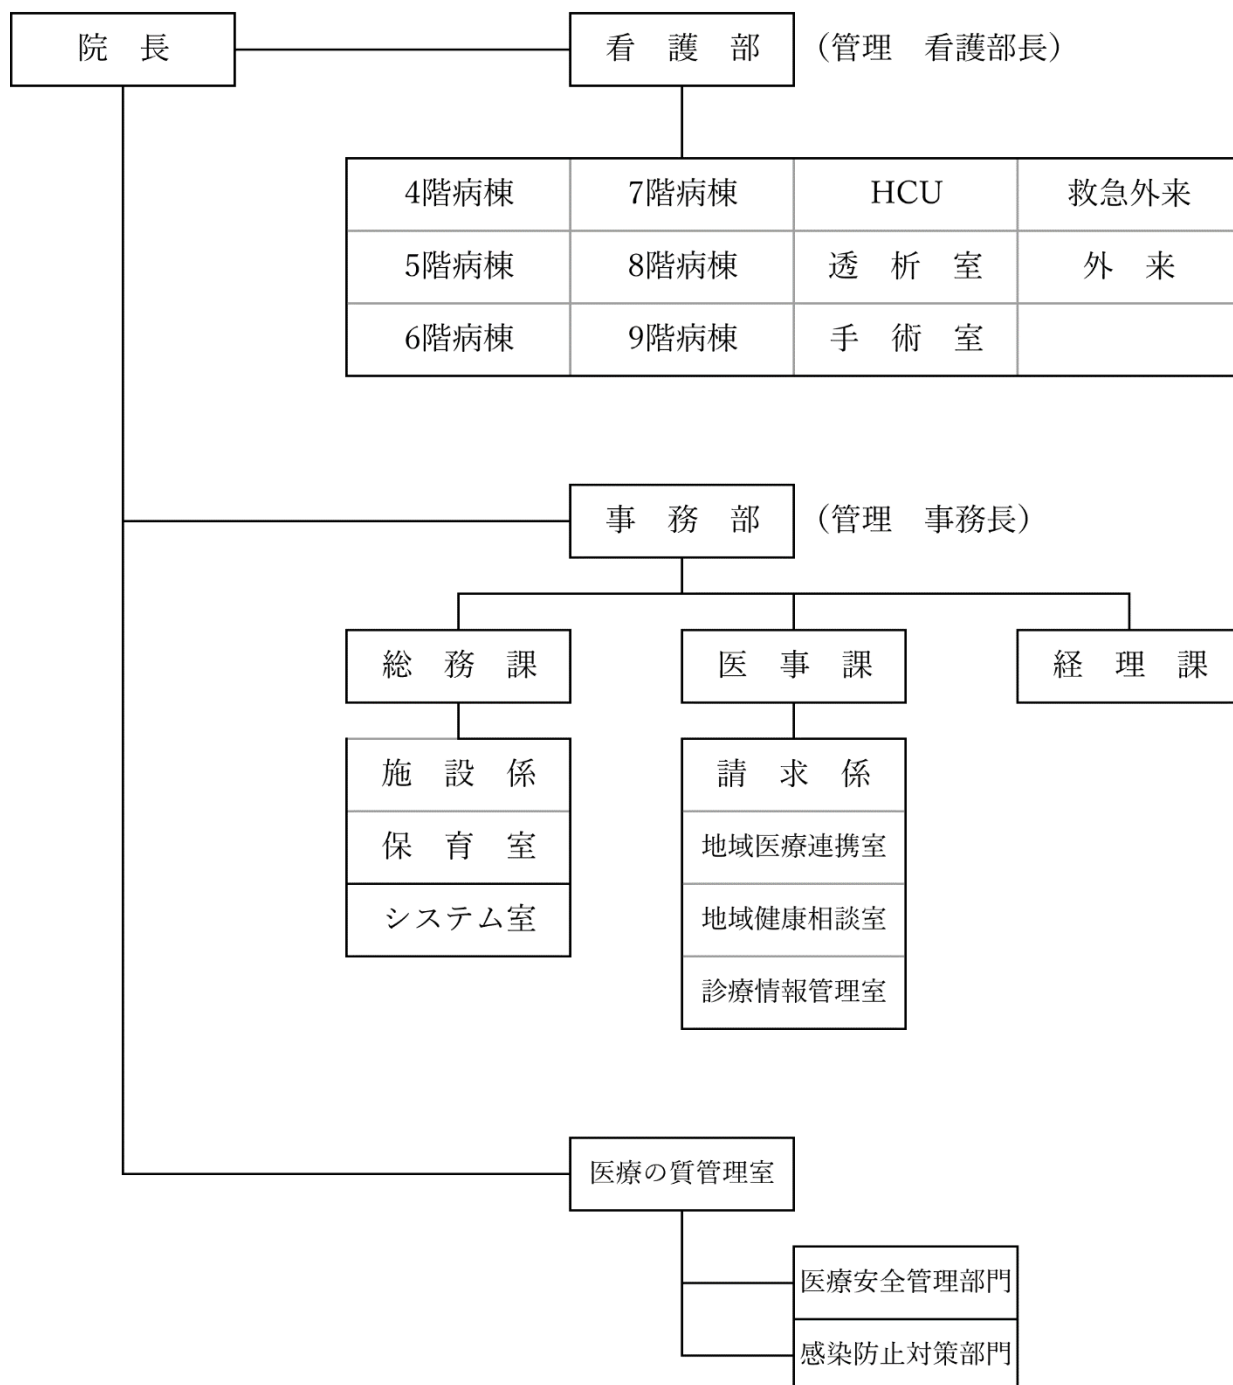 院　長
看　護　部　（管理　看護部長）
4階病棟　7階病棟　HCU　救急外来
5階病棟　8階病棟　透　析　室　外　来
6階病棟　9階病棟　手　術　室
事　務　部　（管理　事務長）
総　務　課　医　事　課　経　理　課
施　設　係
保　育　室
システム室
請　求　係
地域医療連携室
地域健康相談室
診療情報管理室
医療の質管理室
医療安全管理部門
感染防止対策部門